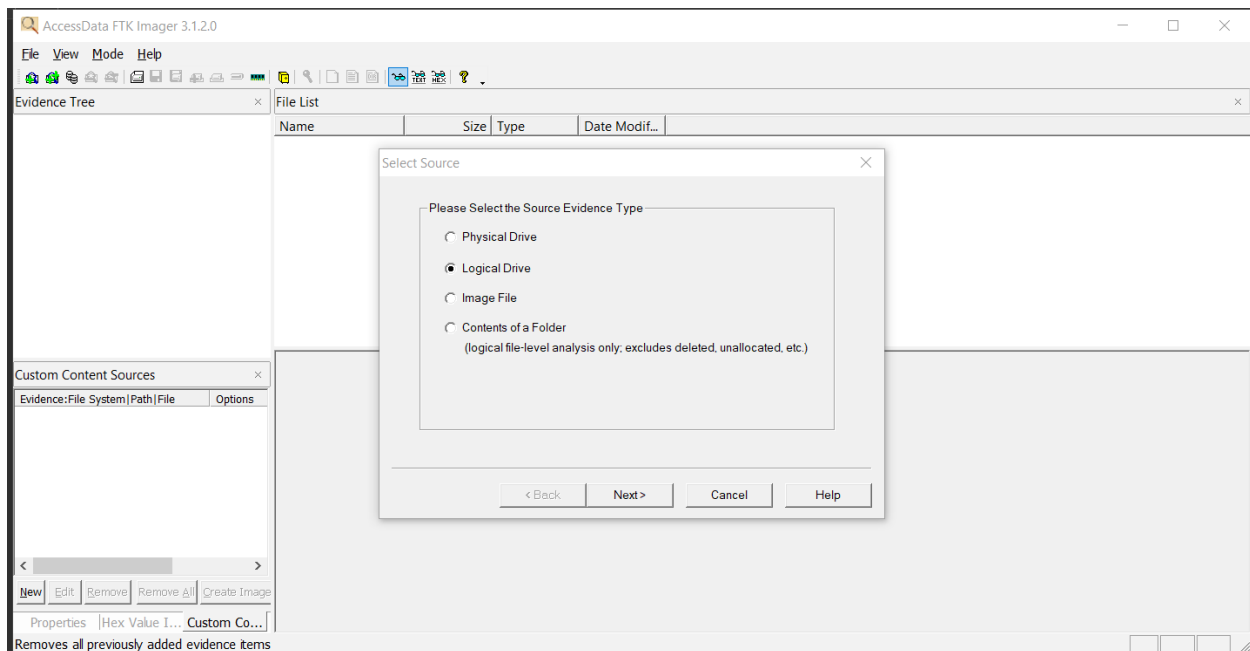 AccessData FTK Imager 3.1.2.0
File View Mode Help
TEXT HEX
Evidence Tree
File List
Name Size Type Date Modif...
Select Source
Please Select the Source Evidence Type
Physical Drive
Logical Drive
Image File
Contents of a Folder
(logical file-level analysis only; excludes deleted, unallocated, etc.)
< Back Next > Cancel Help
Custom Content Sources
Evidence:File System|Path|File Options
New Edit Remove Remove All Create Image
Properties Hex Value I... Custom Co...
Removes all previously added evidence items